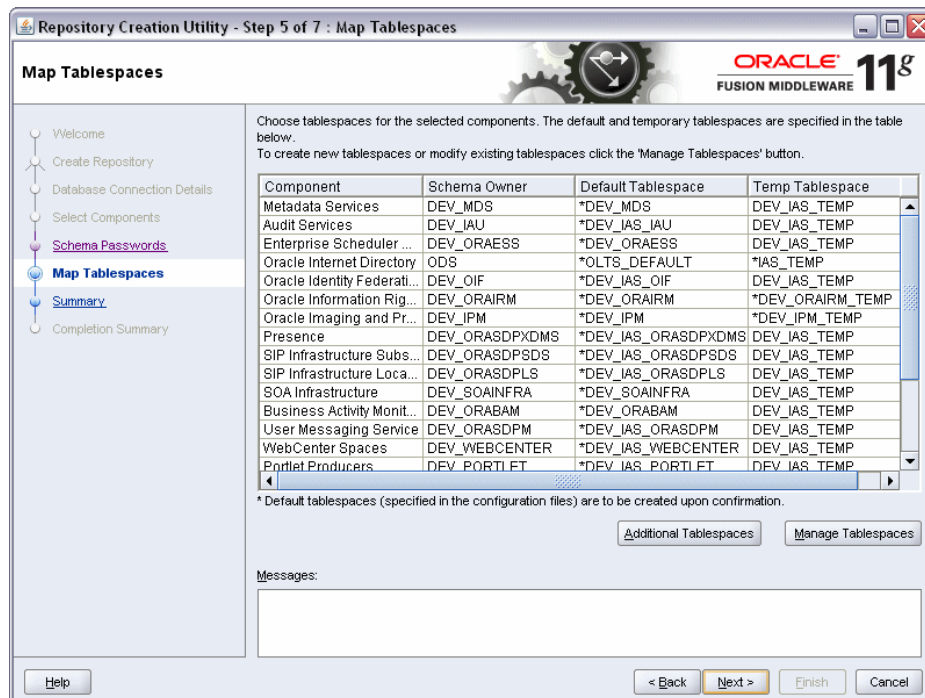 Repository Creation Utility - Step 5 of 7 : Map Tablespaces
Map Tablespaces
ORACLE
FUSION MIDDLEWARE 11g
Welcome
Create Repository
Database Connection Details
Select Components
Schema Passwords
Map Tablespaces
Summary
Completion Summary
Choose tablespaces for the selected components. The default and temporary tablespaces are specified in the table
below.
To create new tablespaces or modify existing tablespaces click the 'Manage Tablespaces' button.
Component Schema Owner Default Tablespace Temp Tablespace
Metadata Services DEV_MDS *DEV_MDS DEV_IAS_TEMP
Audit Services DEV_IAU *DEV_IAS_IAU DEV_IAS_TEMP
Enterprise Scheduler ... DEV_ORAESS *DEV_ORAESS DEV_IAS_TEMP
Oracle Internet Directory ODS *OLTS_DEFAULT *IAS_TEMP
Oracle Identity Federati... DEV_OIF *DEV_IAS_OIF DEV_IAS_TEMP
Oracle Information Rig... DEV_ORAIRM *DEV_ORAIRM *DEV_ORAIRM_TEMP
Oracle Imaging and Pr... DEV_IPM *DEV_IPM *DEV_IPM_TEMP
Presence DEV_ORASDPXDMS *DEV_IAS_ORASDPXDMS DEV_IAS_TEMP
SIP Infrastructure Subs... DEV_ORASDPSDS *DEV_IAS_ORASDPSDS DEV_IAS_TEMP
SIP Infrastructure Loca... DEV_ORASDPLS *DEV_IAS_ORASDPLS DEV_IAS_TEMP
SOA Infrastructure DEV_SOAINFRA *DEV_SOAINFRA DEV_IAS_TEMP
Business Activity Monit... DEV_ORABAM *DEV_ORABAM DEV_IAS_TEMP
User Messaging Service DEV_ORASDPM *DEV_IAS_ORASDPM DEV_IAS_TEMP
WebCenter Spaces DEV_WEBCENTER *DEV_IAS_WEBCENTER DEV_IAS_TEMP
Portlet Producers DEV_PORTLET *DEV_IAS_PORTLET DEV_IAS_TEMP
* Default tablespaces (specified in the configuration files) are to be created upon confirmation.
Additional Tablespaces Manage Tablespaces
Messages:
Help < Back Next > Finish Cancel